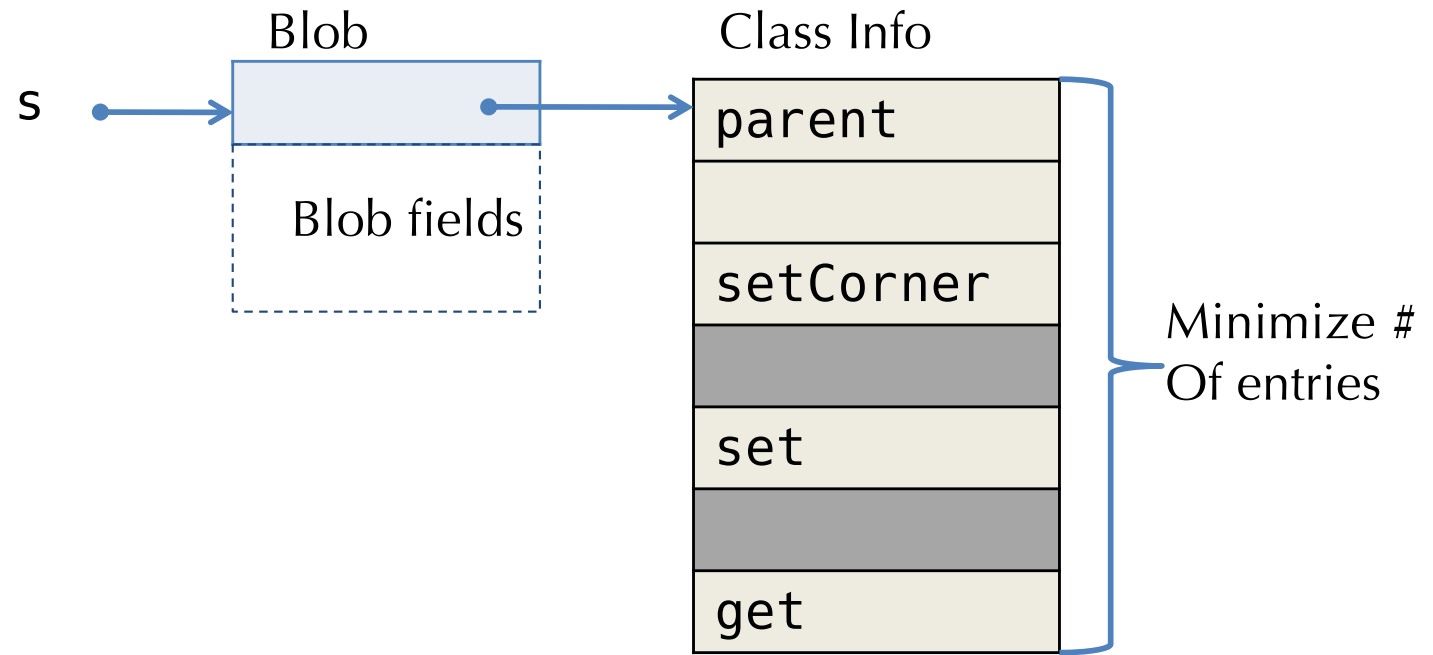 Blob
Class Info
s
parent
Blob fields
setCorner
Minimize #
Of entries
set
get